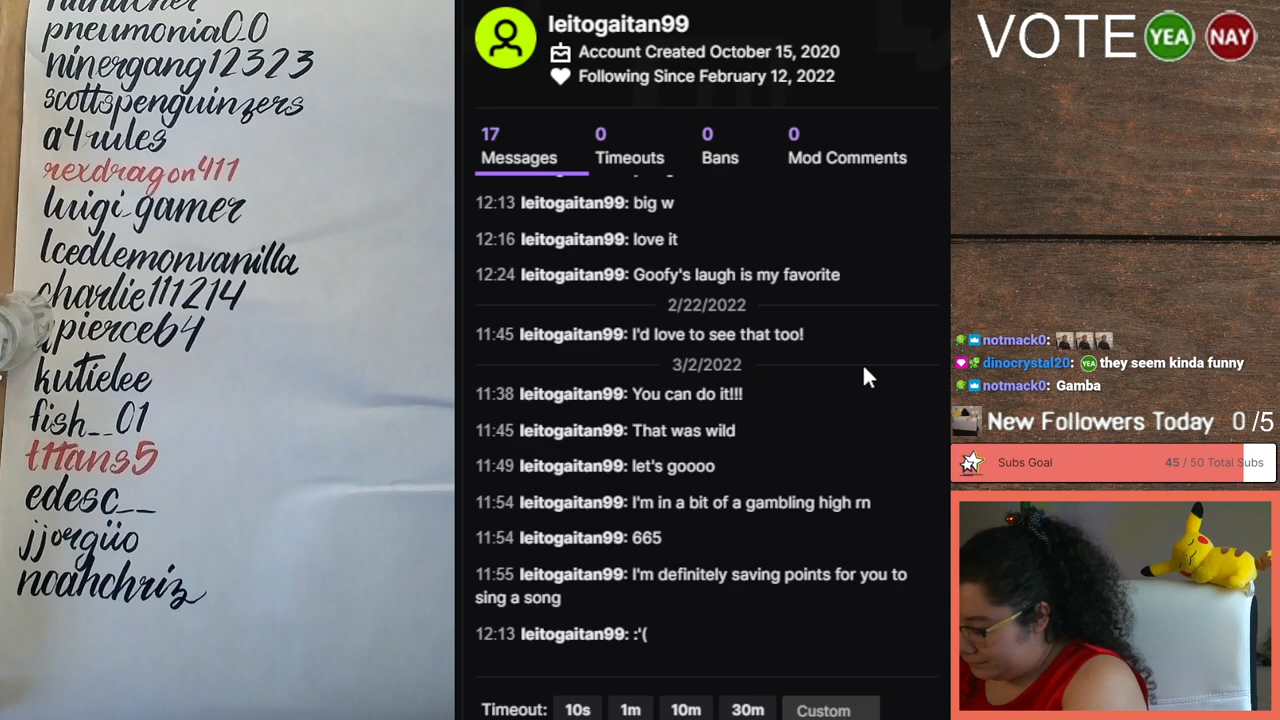 pneumonia0_0
ninergang12323
scottspenguinzers
a4rules
rexdragon411
luigi_gamer
Icedlemonvanilla
charlie111214
pierce64
kutielee
fish__01
t1tans5
edesc__
jjorgüo
noahchriz
leitogaitan99
Account Created October 15, 2020
Following Since February 12, 2022
17 0 0 0
Messages Timeouts Bans Mod Comments
12:13 leitogaitan99: big w
12:16 leitogaitan99: love it
12:24 leitogaitan99: Goofy's laugh is my favorite
2/22/2022
11:45 leitogaitan99: I'd love to see that too!
3/2/2022
11:38 leitogaitan99: You can do it!!!
11:45 leitogaitan99: That was wild
11:49 leitogaitan99: let's goooo
11:54 leitogaitan99: I'm in a bit of a gambling high rn
11:54 leitogaitan99: 665
11:55 leitogaitan99: I'm definitely saving points for you to
sing a song
12:13 leitogaitan99: :'(
Timeout: 10s 1m 10m 30m Custom
VOTE YEA NAY
notmack0:
dinocrystal20: YEA they seem kinda funny
notmack0: Gamba
New Followers Today 0 /5
Subs Goal 45 / 50 Total Subs